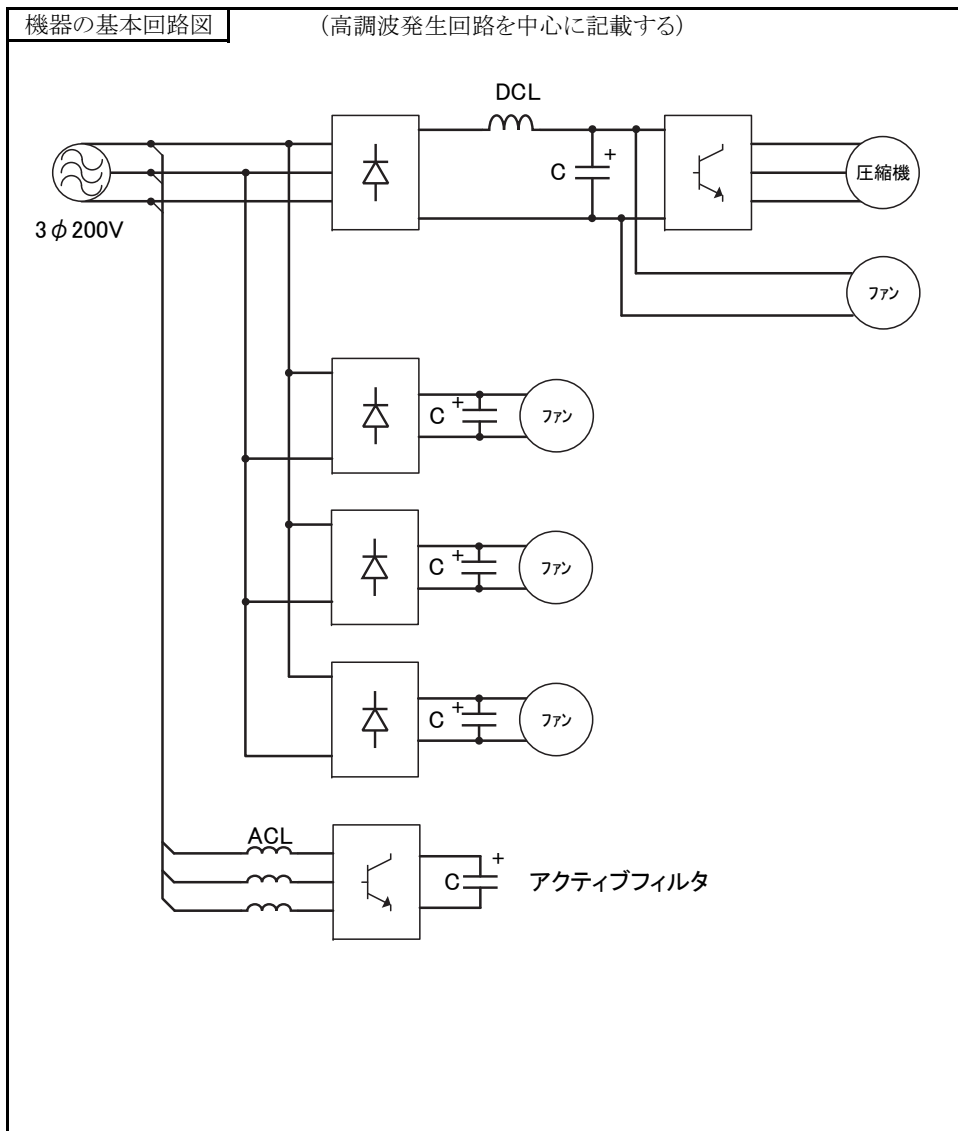 機器の基本回路図
(高調波発生回路を中心に記載する)
DCL
+
C
圧縮機
3φ200V
ファン
C
+
ファン
C
+
ファン
C
+
ファン
ACL
+
C
アクティブフィルタ